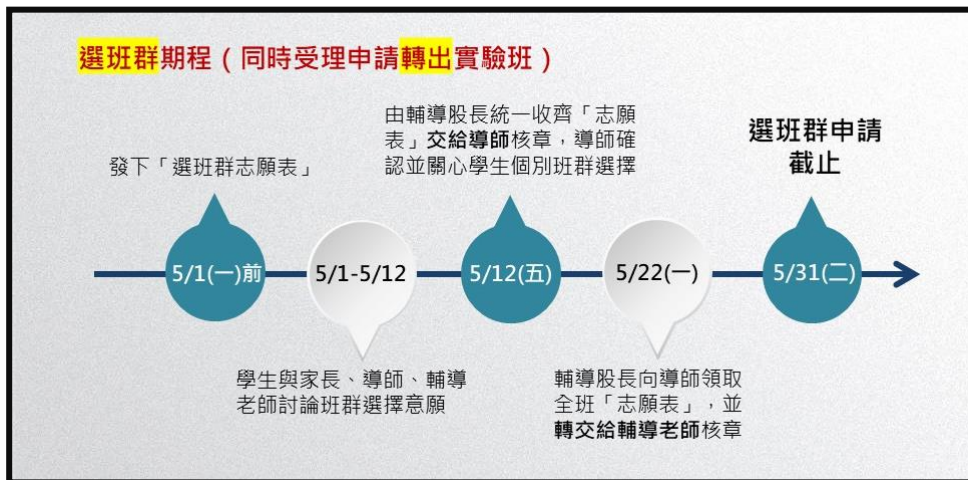 選班群期程（同時受理申請轉出實驗班）
發下「選班群志願表」
由輔導股長統一收齊「志願
表」交給導師核章，導師確
認並關心學生個別班群選擇
選班群申請
截止
5/1(一)前
5/1-5/12
5/12(五)
5/22(一)
5/31(二)
學生與家長、導師、輔導
老師討論班群選擇意願
輔導股長向導師領取
全班「志願表」，並
轉交給輔導老師核章